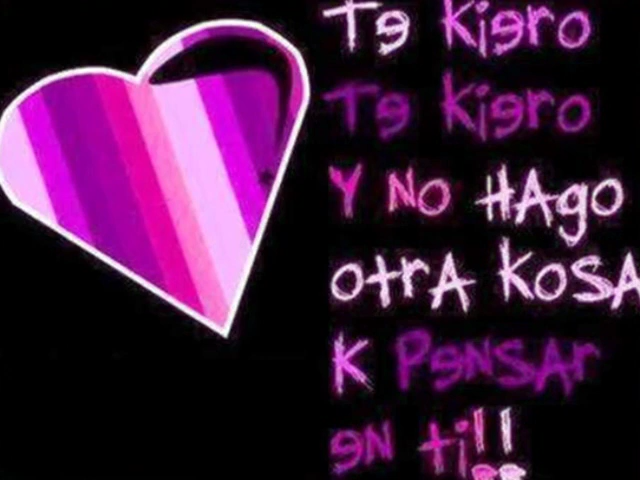 Te Kiero
Te Kiero
Y No HAgo
otrA KosA
K PeNSAr
eN ti!!